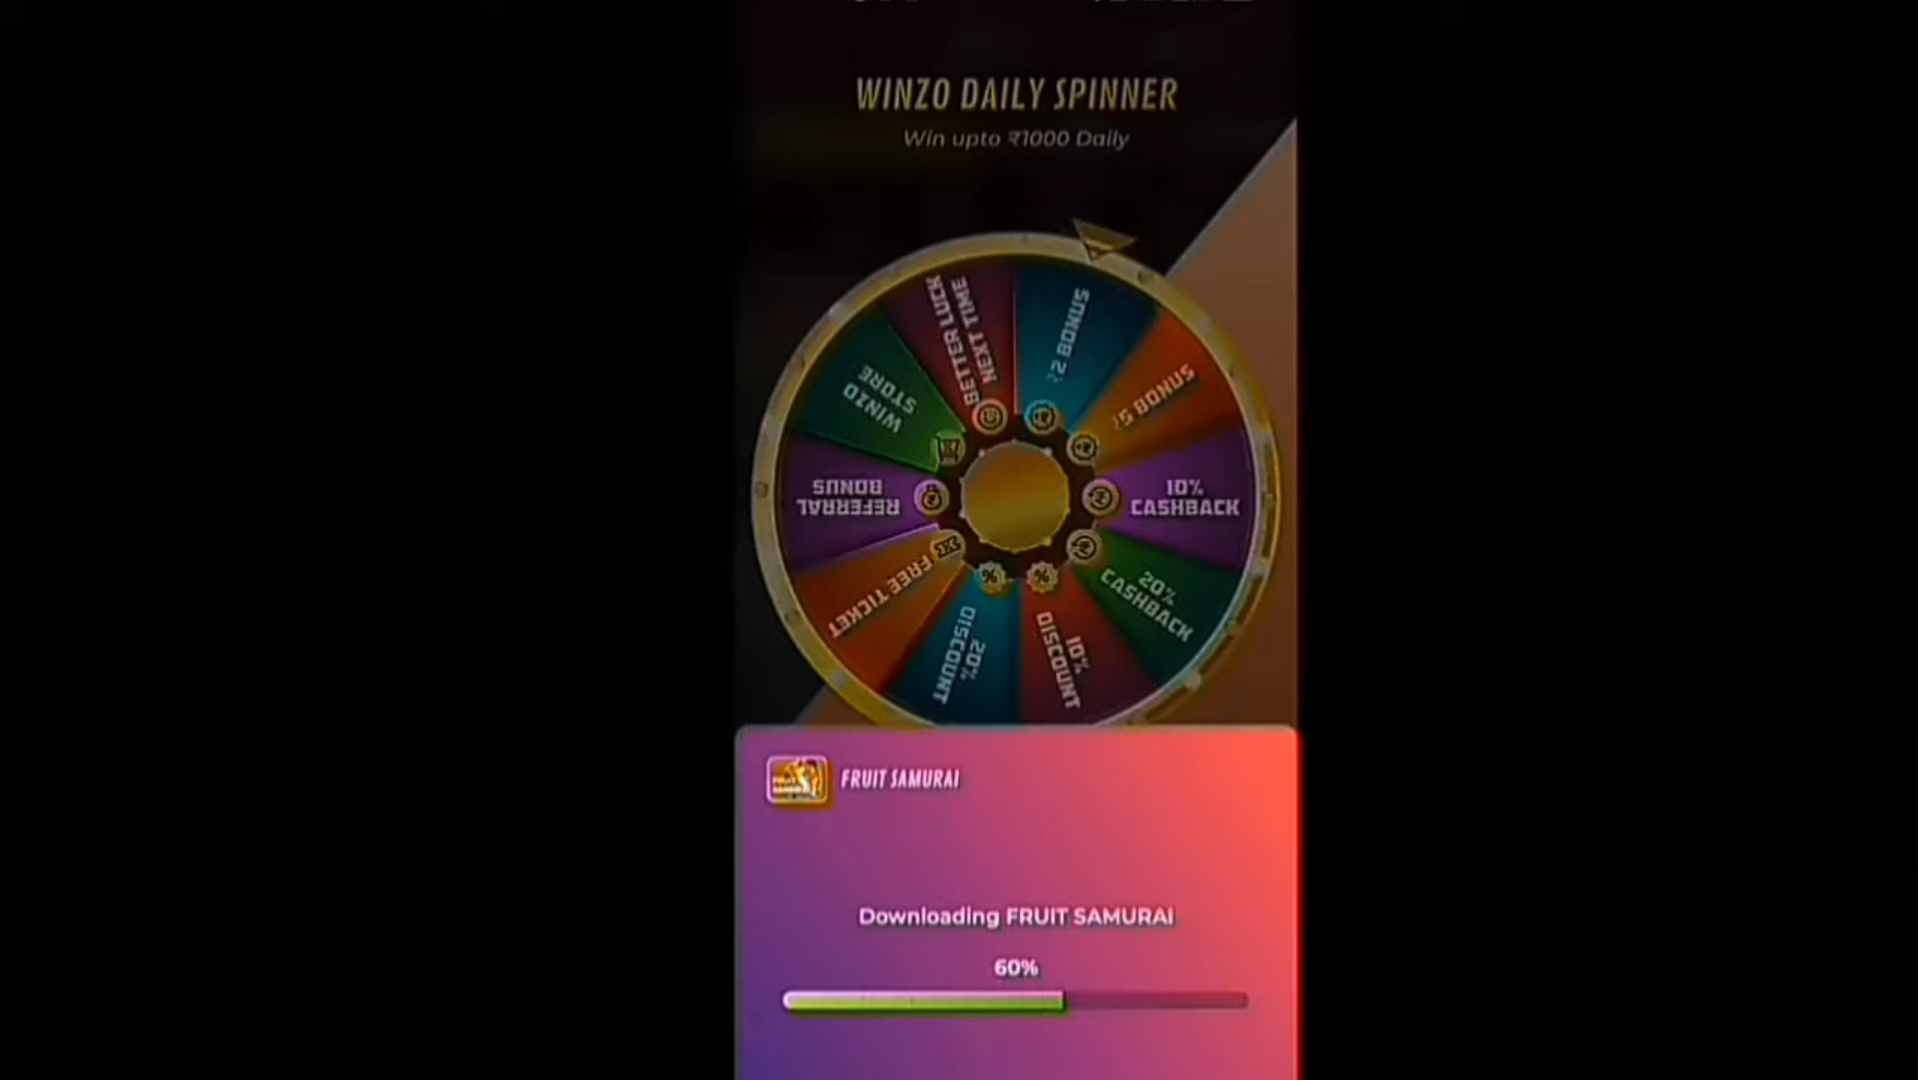 WINZO DAILY SPINNER
Win upto ₹1000 Daily
BETTER LUCK
NEXT TIME
₹2 BONUS
₹5 BONUS
WINZO
STORE
10%
CASHBACK
REFERRAL
BONUS
20%
CASHBACK
FREE TICKET
20%
DISCOUNT
10%
DISCOUNT
FRUIT SAMURAI
Downloading FRUIT SAMURAI
60%